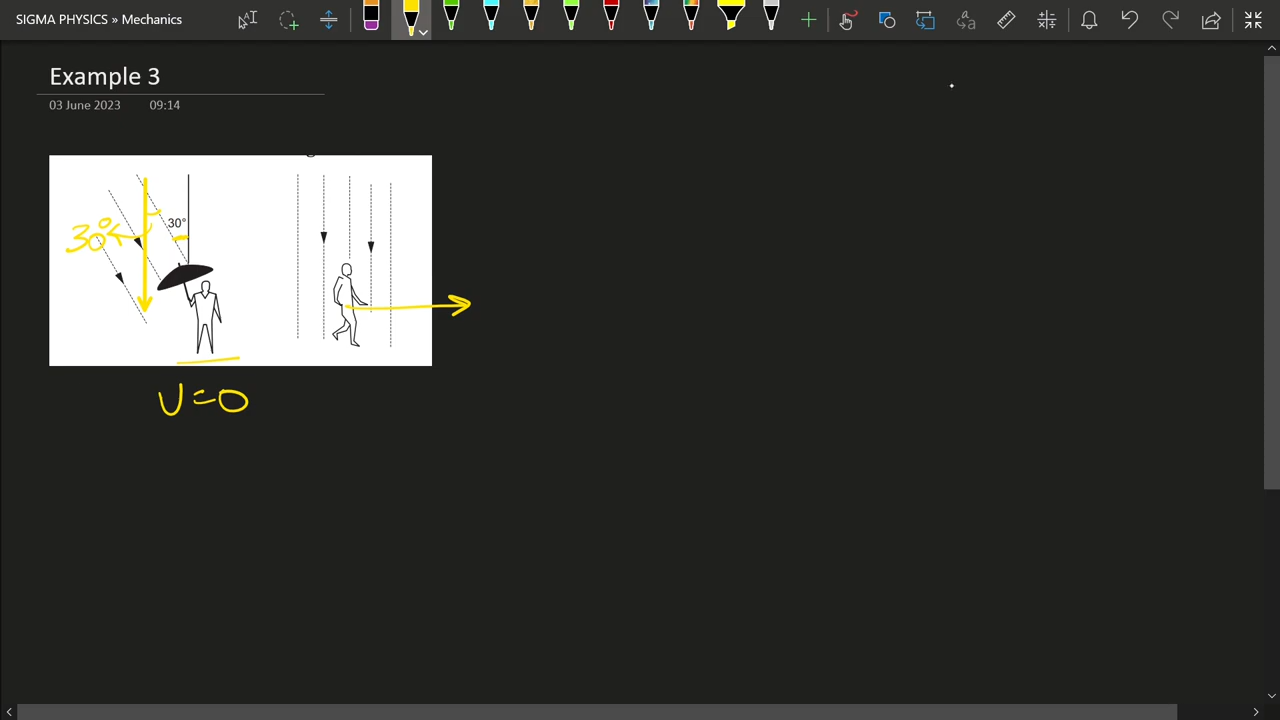 SIGMA PHYSICS » Mechanics
Example 3
03 June 2023 09:14
30°
30°
U=0